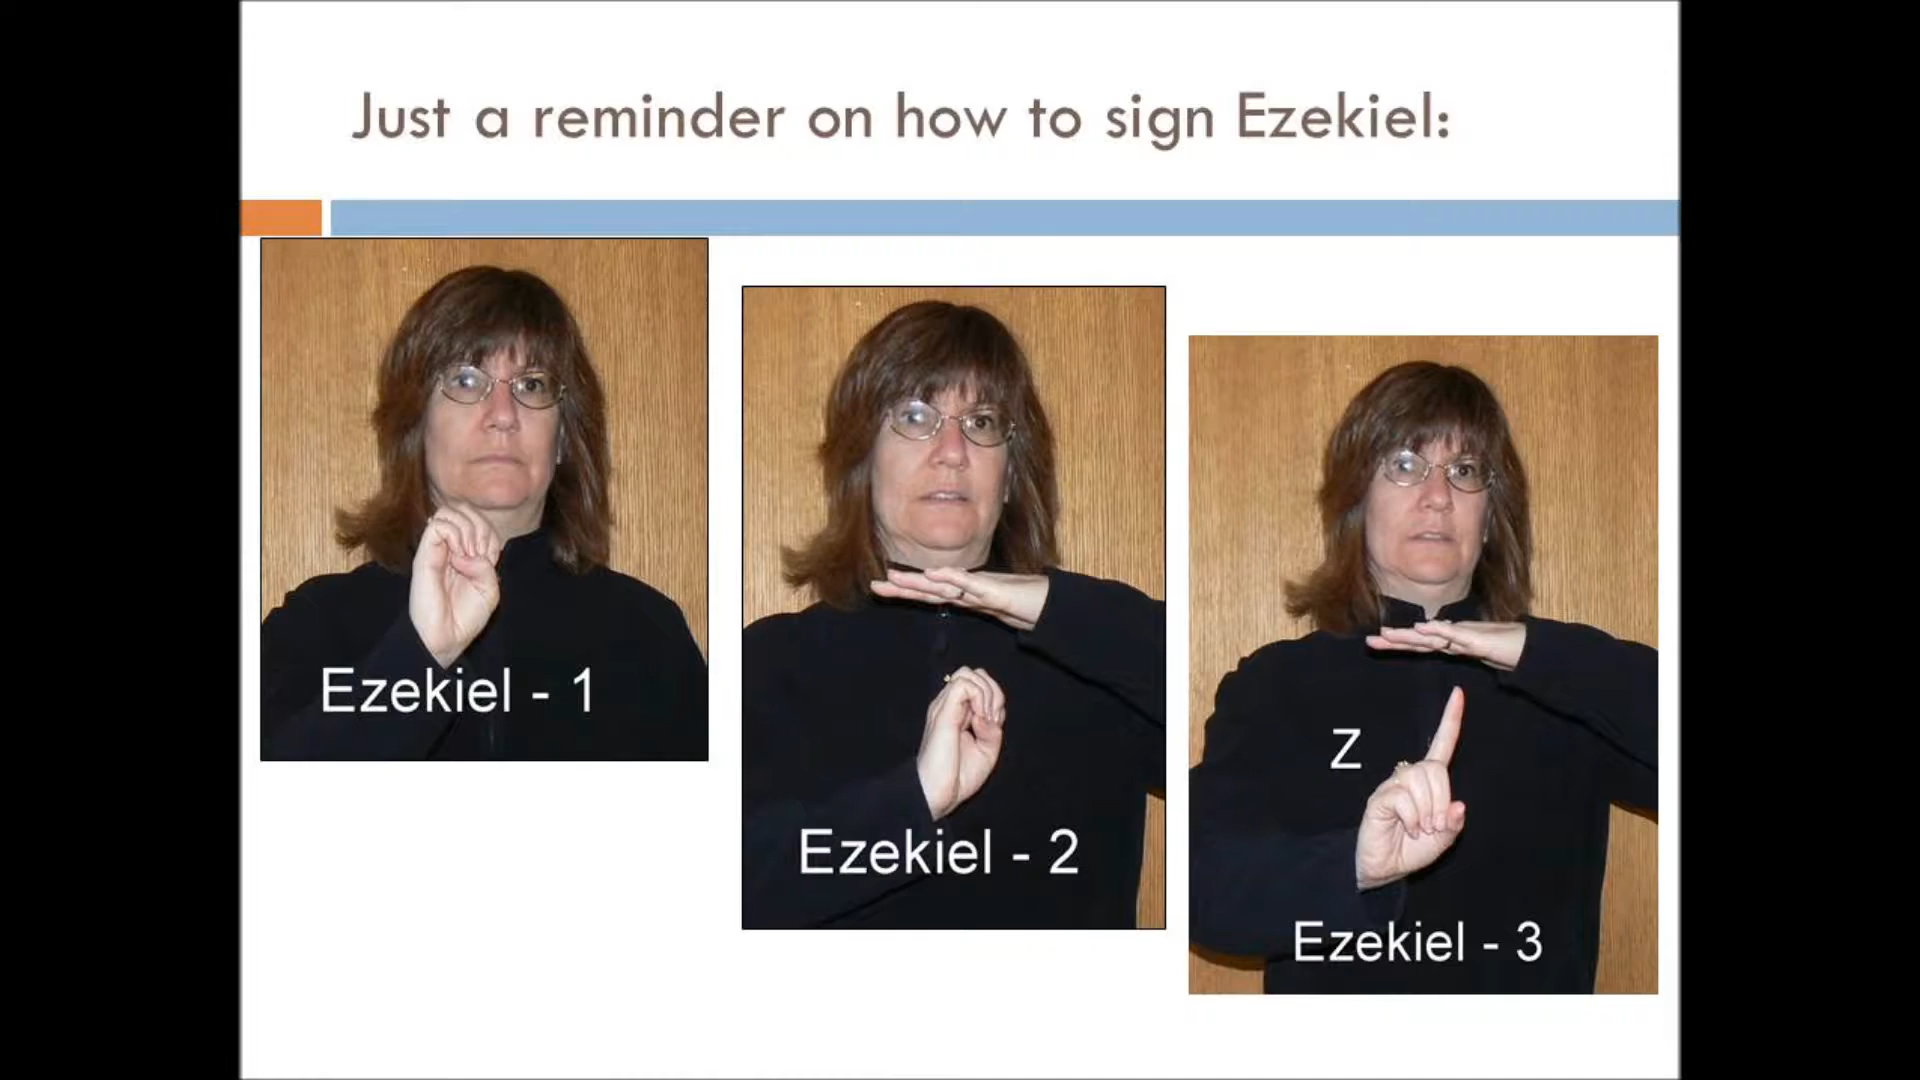 Just a reminder on how to sign Ezekiel:
Ezekiel - 1
Ezekiel - 2
Z
Ezekiel - 3